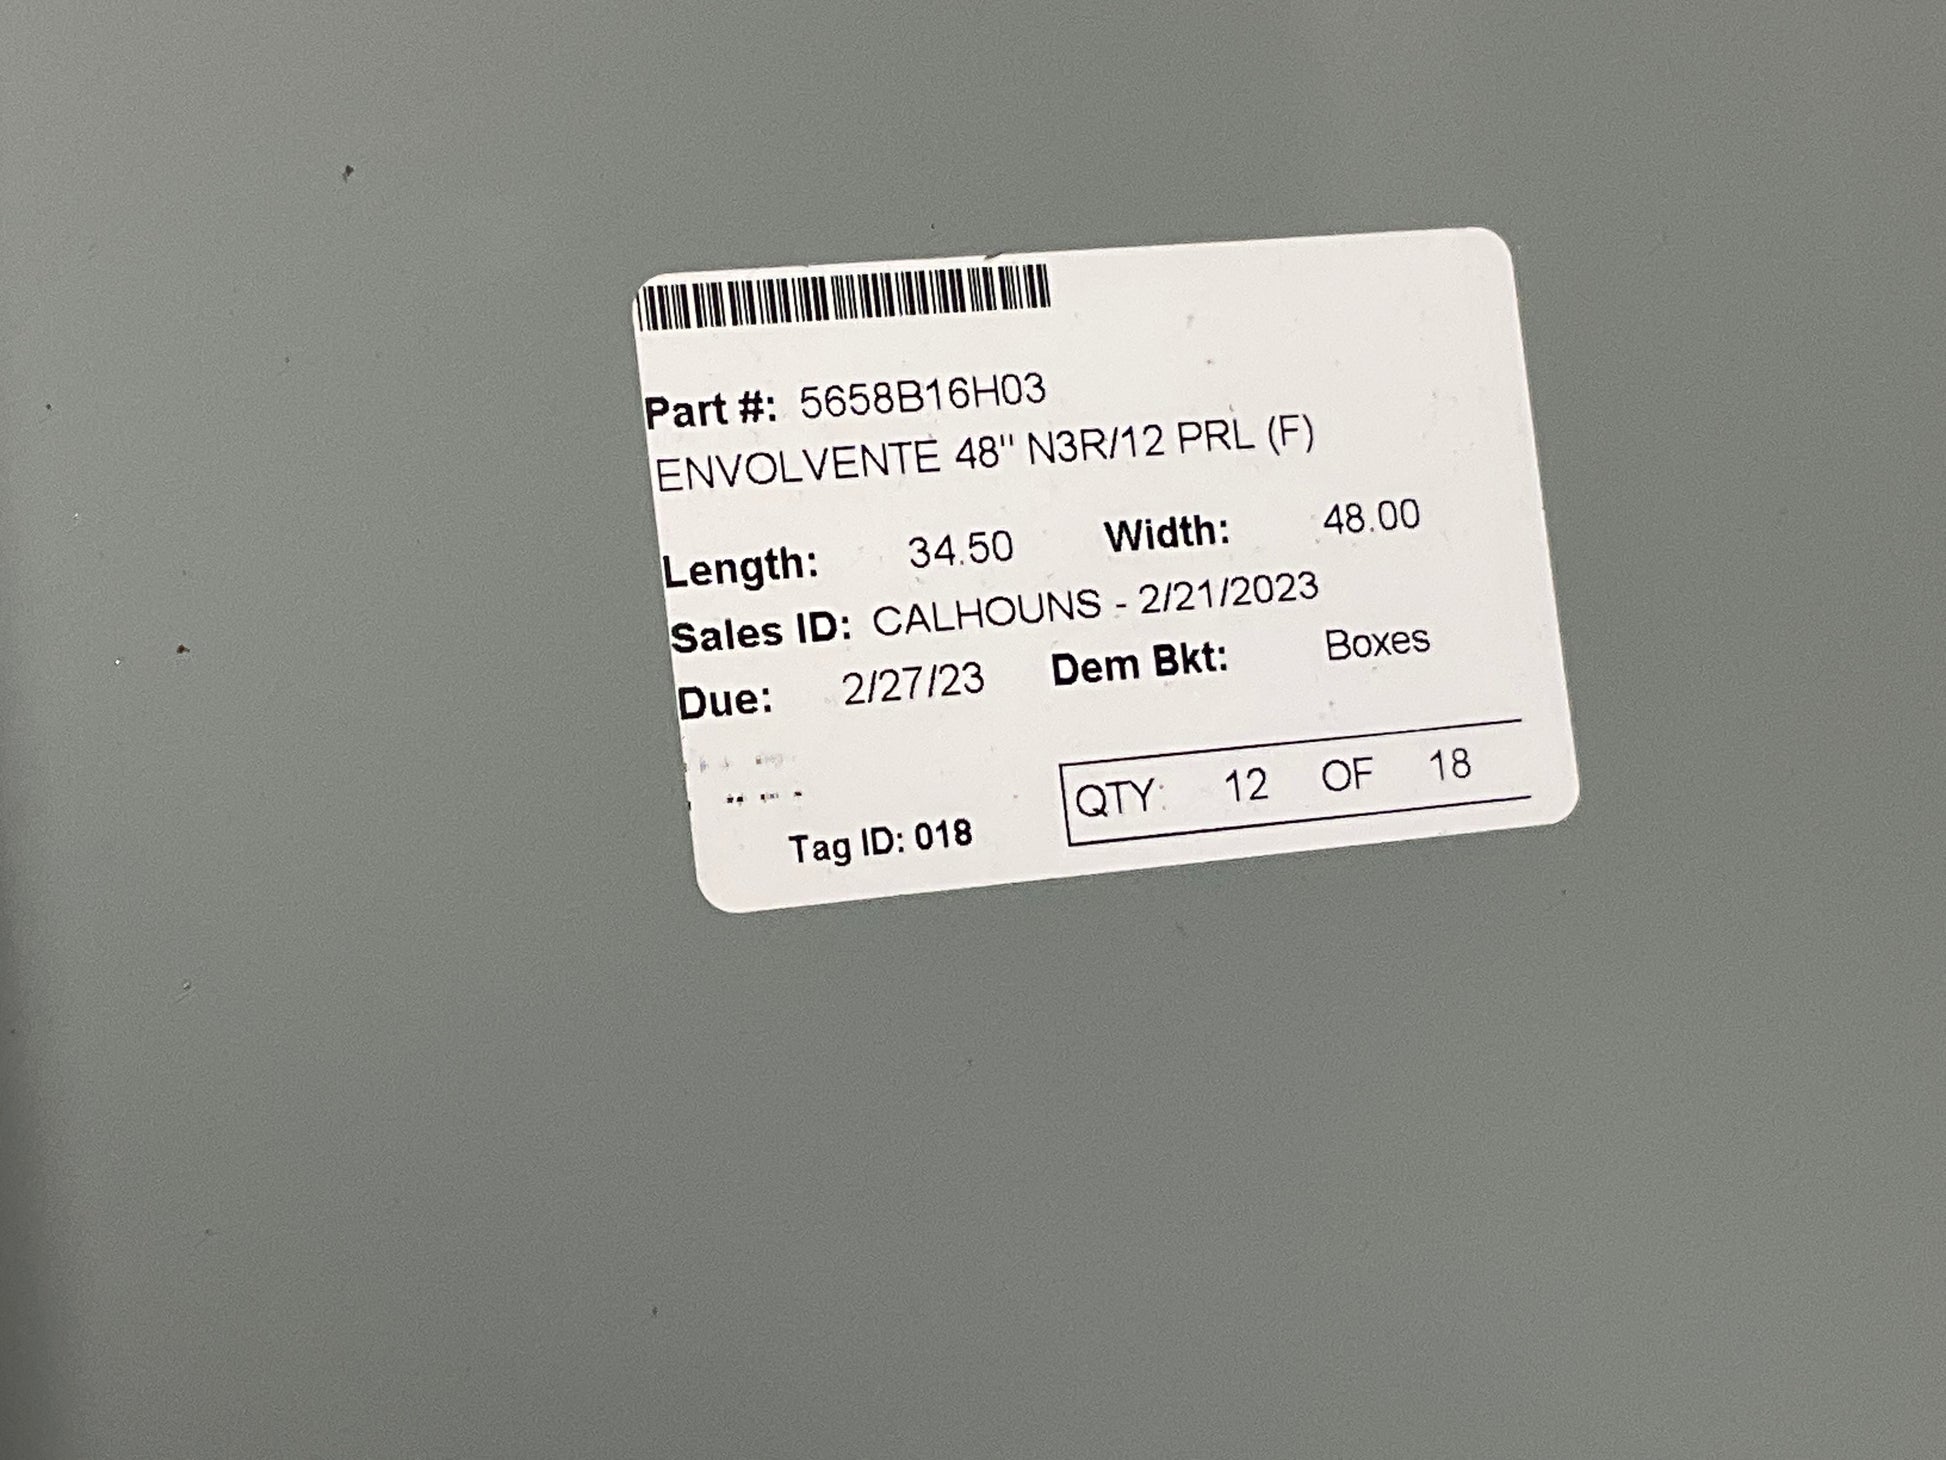 Part #: 5658B16H03
ENVOLVENTE 48" N3R/12 PRL (F)
Length: 34.50 Width: 48.00
Sales ID: CALHOUNS - 2/21/2023
Due: 2/27/23 Dem Bkt: Boxes
QTY: 12 OF 18
Tag ID: 018